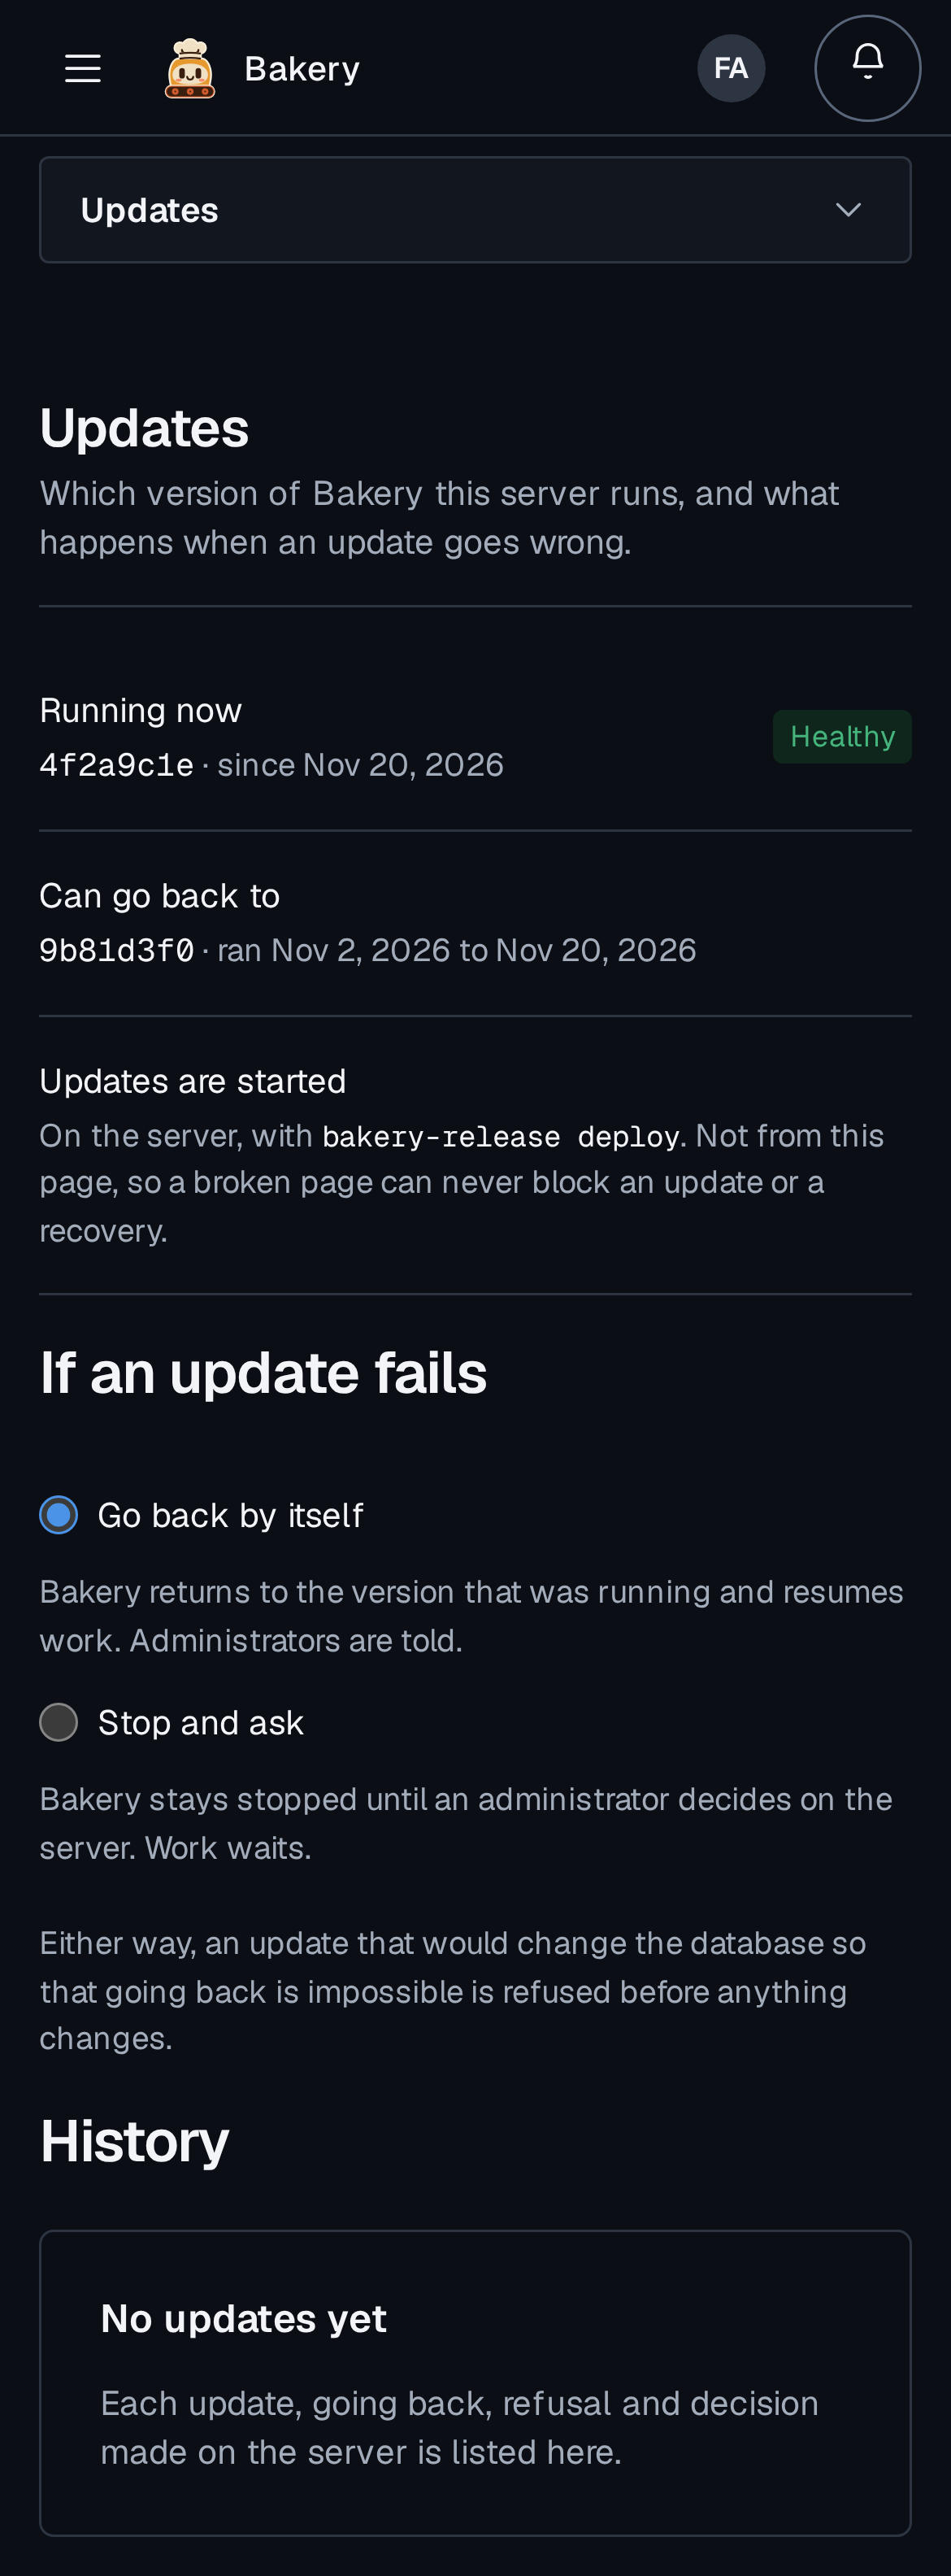 Bakery
FA
Updates
Updates
Which version of Bakery this server runs, and what
happens when an update goes wrong.
Running now
4f2a9c1e · since Nov 20, 2026
Healthy
Can go back to
9b81d3f0 · ran Nov 2, 2026 to Nov 20, 2026
Updates are started
On the server, with bakery-release deploy. Not from this
page, so a broken page can never block an update or a
recovery.
If an update fails
Go back by itself
Bakery returns to the version that was running and resumes
work. Administrators are told.
Stop and ask
Bakery stays stopped until an administrator decides on the
server. Work waits.
Either way, an update that would change the database so
that going back is impossible is refused before anything
changes.
History
No updates yet
Each update, going back, refusal and decision
made on the server is listed here.